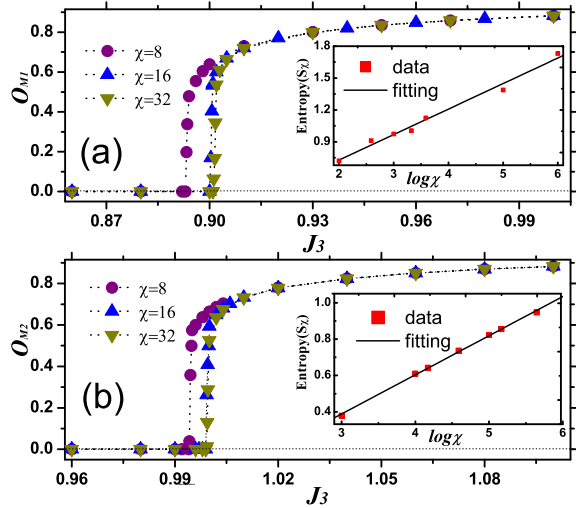 (a)
O_M1
0.8
0.6
0.4
0.2
0.0
χ=8
χ=16
χ=32
Entropy(Sχ)
1.8
1.5
1.2
0.9
data
fitting
2 3 4 5 6
logχ
0.87 0.90 0.93 0.96 0.99
J₃
(b)
O_M2
0.8
0.6
0.4
0.2
0.0
χ=8
χ=16
χ=32
Entropy(Sχ)
1.0
0.8
0.6
0.4
data
fitting
3 4 5 6
logχ
0.96 0.99 1.02 1.05 1.08
J₃